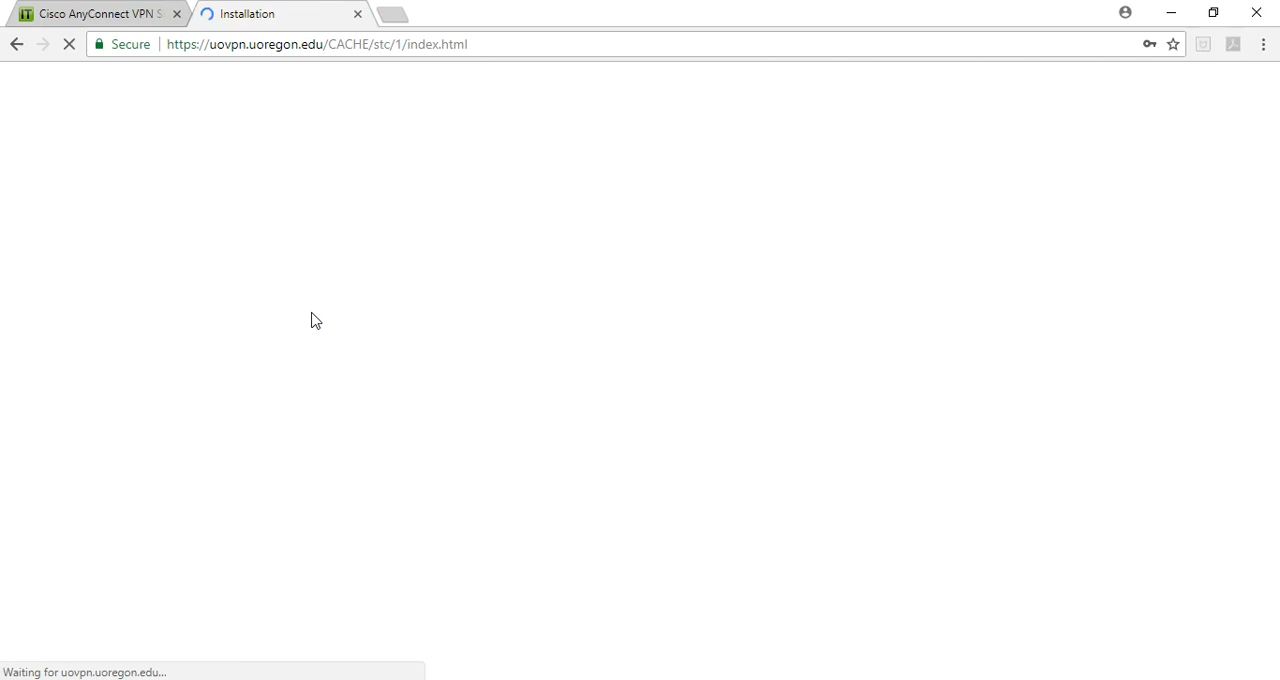 Cisco AnyConnect VPN S
Installation
Secure
https://uovpn.uoregon.edu/CACHE/stc/1/index.html
Waiting for uovpn.uoregon.edu...